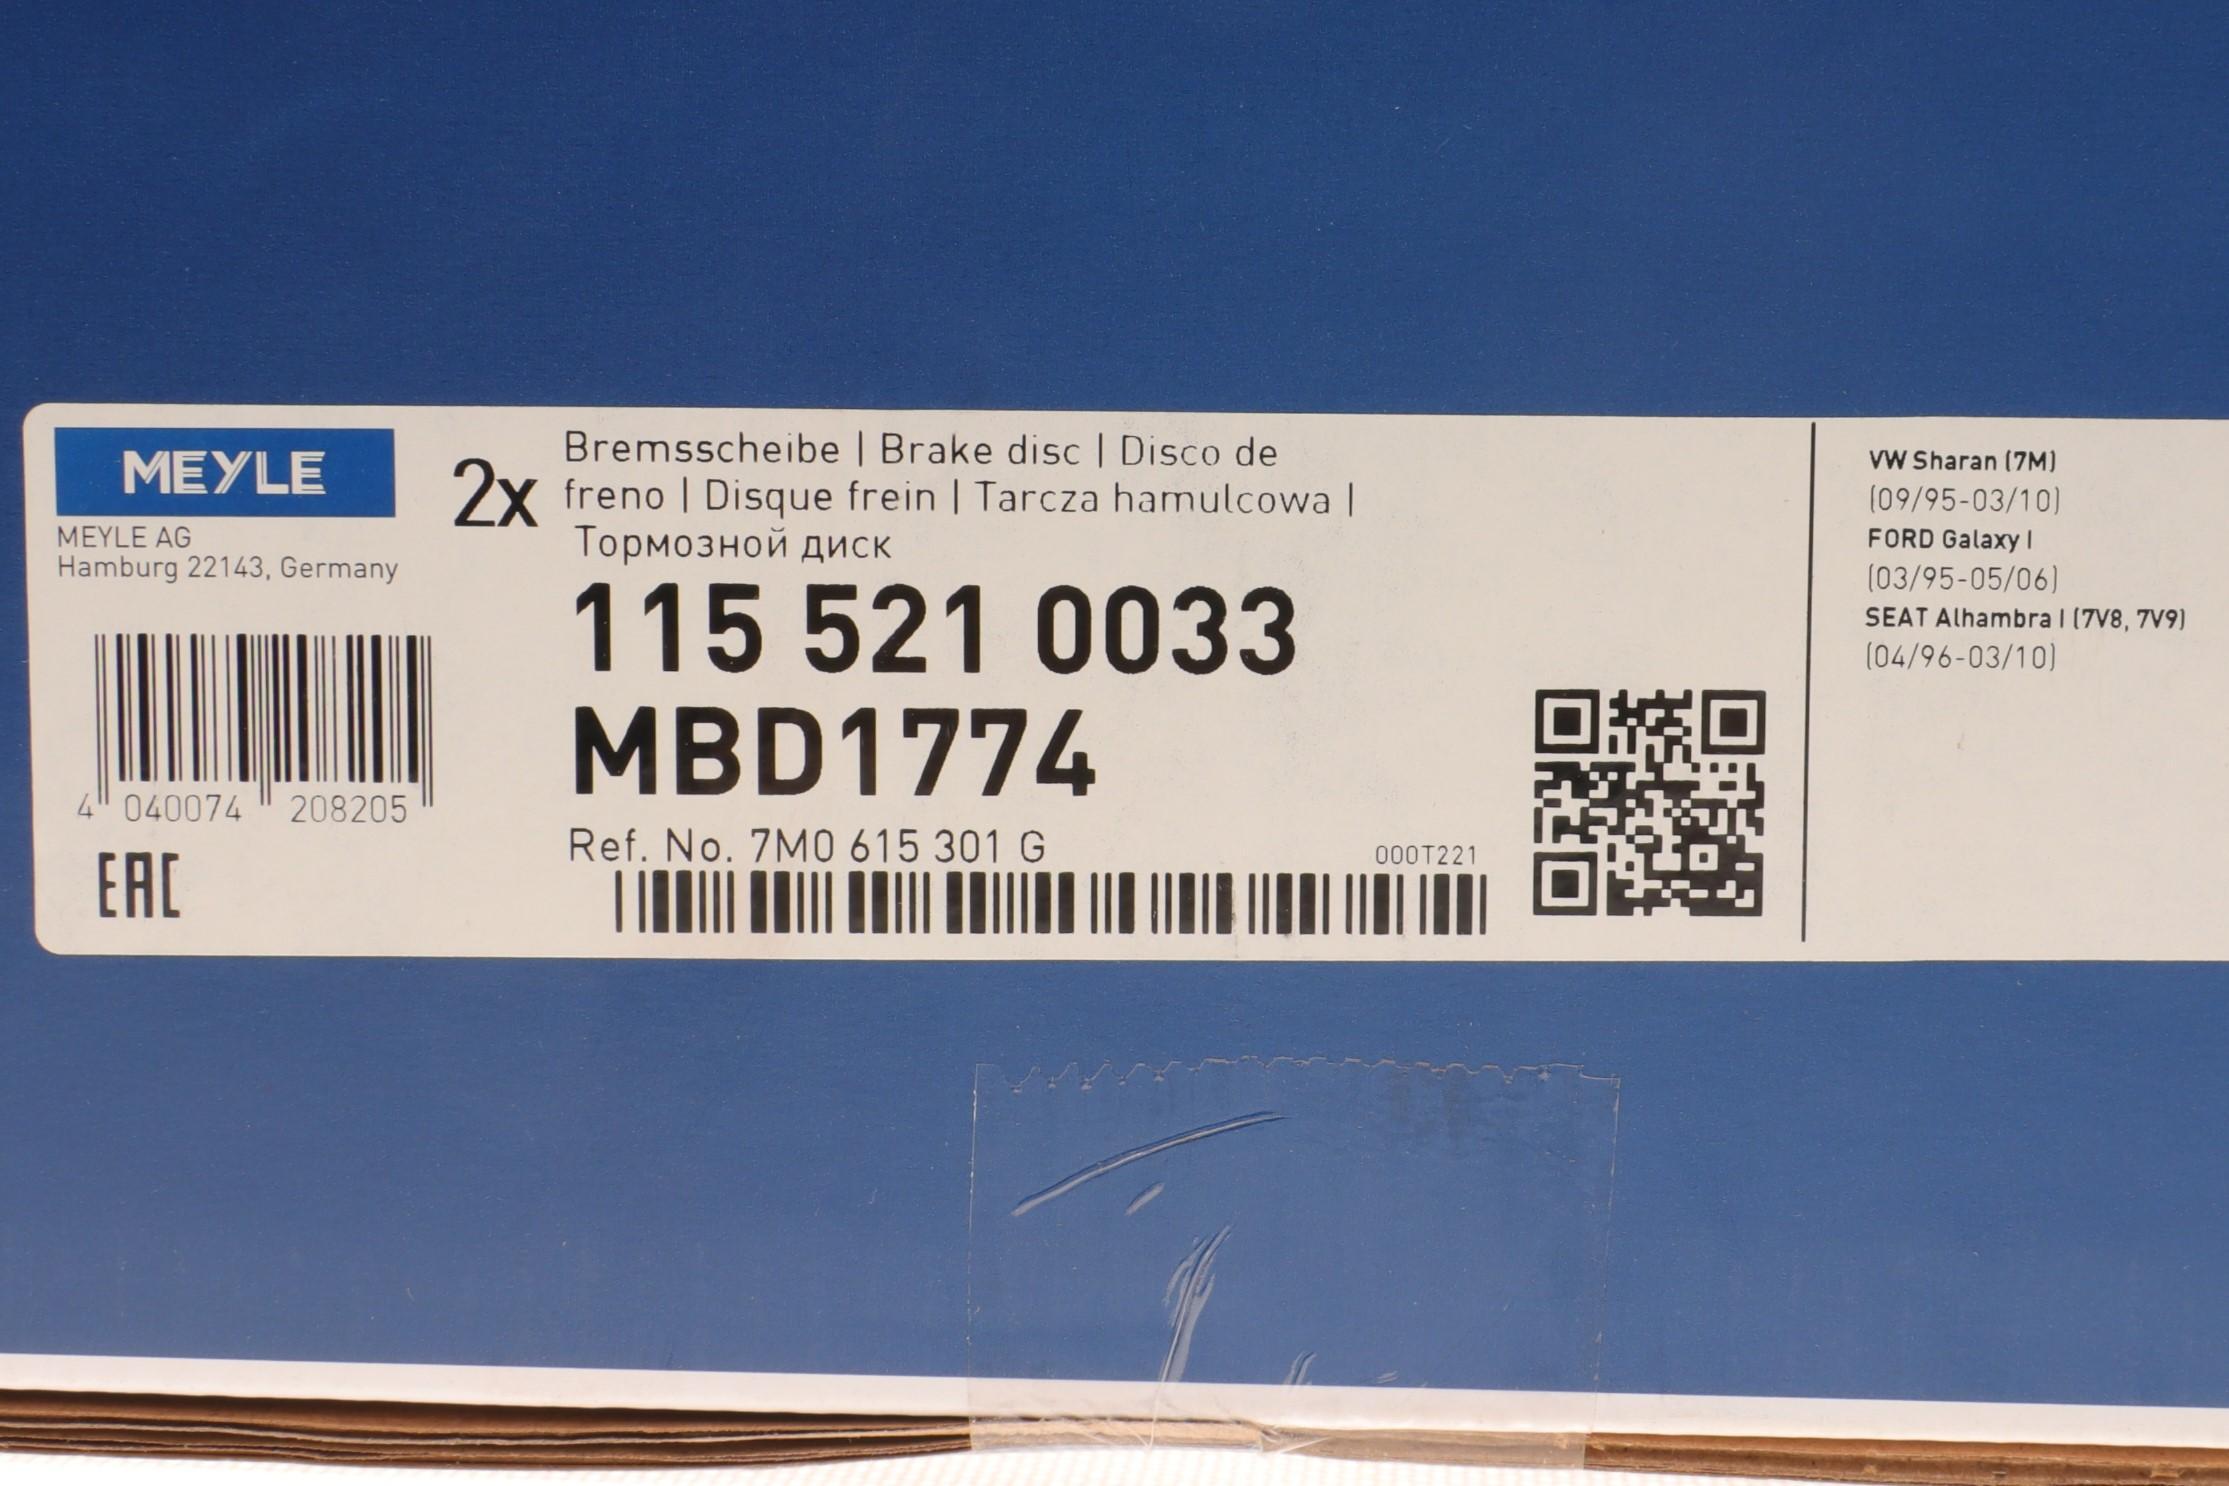 MEYLE
MEYLE AG
Hamburg 22143, Germany
4 040074 208205
EAC
2x
Bremsscheibe | Brake disc | Disco de
freno | Disque frein | Tarcza hamulcowa |
Тормозной диск
115 521 0033
MBD1774
Ref. No. 7M0 615 301 G
000T221
VW Sharan (7M)
(09/95-03/10)
FORD Galaxy I
(03/95-05/06)
SEAT Alhambra I (7V8, 7V9)
(04/96-03/10)